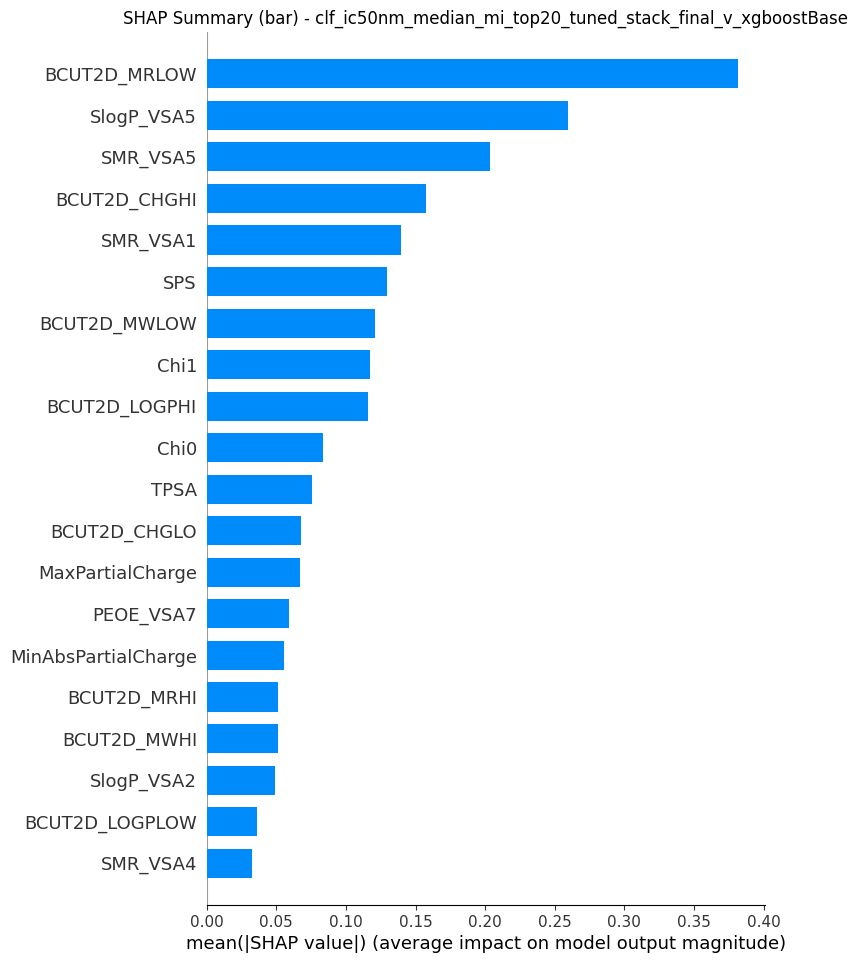 SHAP Summary (bar) - clf_ic50nm_median_mi_top20_tuned_stack_final_v_xgboostBase
BCUT2D_MRLOW
SlogP_VSA5
SMR_VSA5
BCUT2D_CHGHI
SMR_VSA1
SPS
BCUT2D_MWLOW
Chi1
BCUT2D_LOGPHI
Chi0
TPSA
BCUT2D_CHGLO
MaxPartialCharge
PEOE_VSA7
MinAbsPartialCharge
BCUT2D_MRHI
BCUT2D_MWHI
SlogP_VSA2
BCUT2D_LOGPLOW
SMR_VSA4
0.00 0.05 0.10 0.15 0.20 0.25 0.30 0.35 0.40
mean(|SHAP value|) (average impact on model output magnitude)